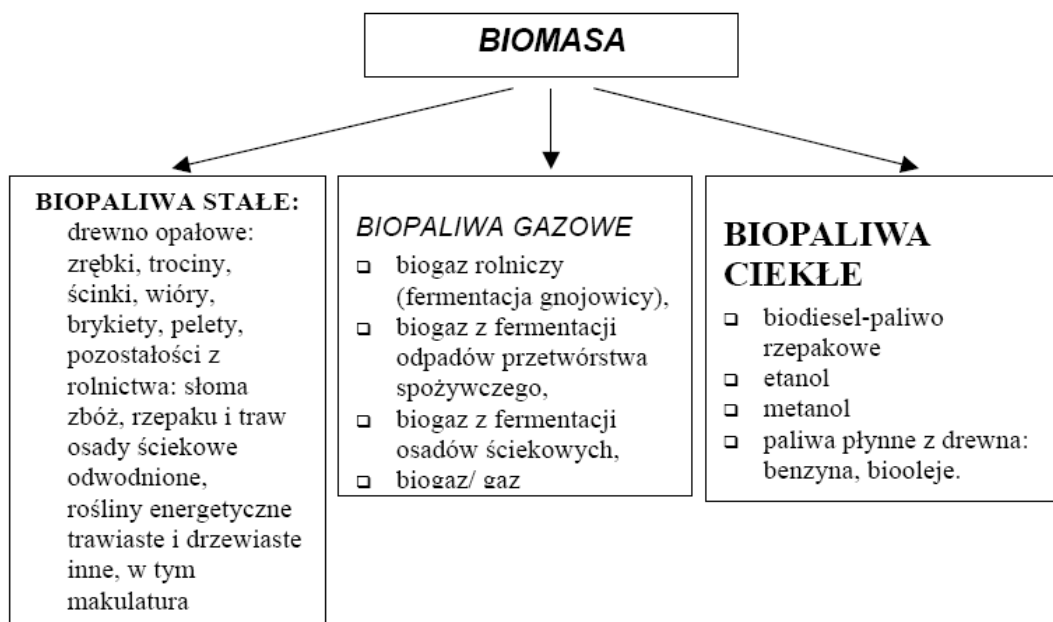 BIOMASA
BIOPALIWA STAŁE:
drewno opałowe:
zrębki, trociny,
ścinki, wióry,
brykiety, pelety,
pozostałości z
rolnictwa: słoma
zbóż, rzepaku i traw
osady ściekowe
odwodnione,
rośliny energetyczne
trawiaste i drzewiaste
inne, w tym
makulatura
BIOPALIWA GAZOWE
❑ biogaz rolniczy
(fermentacja gnojowicy),
❑ biogaz z fermentacji
odpadów przetwórstwa
spożywczego,
❑ biogaz z fermentacji
osadów ściekowych,
❑ biogaz/ gaz
BIOPALIWA
CIEKŁE
❑ biodiesel-paliwo
rzepakowe
❑ etanol
❑ metanol
❑ paliwa płynne z drewna:
benzyna, biooleje.